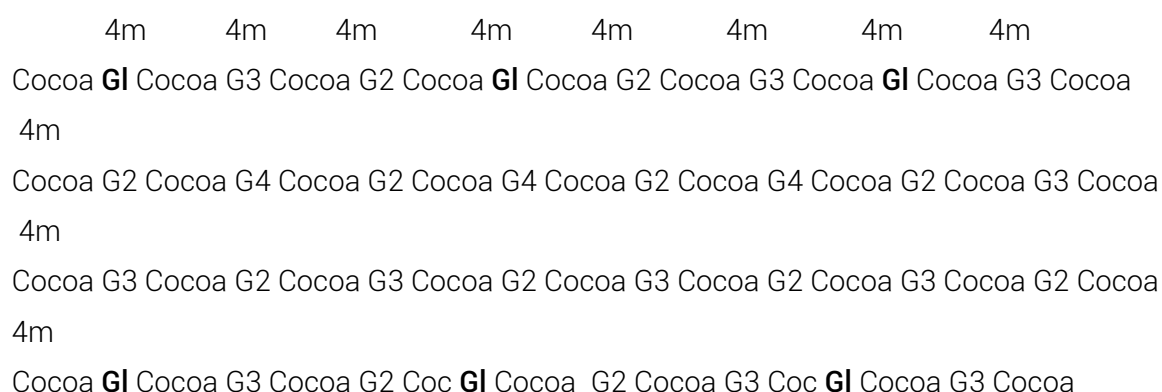 4m 4m 4m 4m 4m 4m 4m 4m
Cocoa Gl Cocoa G3 Cocoa G2 Cocoa Gl Cocoa G2 Cocoa G3 Cocoa Gl Cocoa G3 Cocoa
4m
Cocoa G2 Cocoa G4 Cocoa G2 Cocoa G4 Cocoa G2 Cocoa G4 Cocoa G2 Cocoa G3 Cocoa
4m
Cocoa G3 Cocoa G2 Cocoa G3 Cocoa G2 Cocoa G3 Cocoa G2 Cocoa G3 Cocoa G2 Cocoa
4m
Cocoa Gl Cocoa G3 Cocoa G2 Coc Gl Cocoa G2 Cocoa G3 Coc Gl Cocoa G3 Cocoa